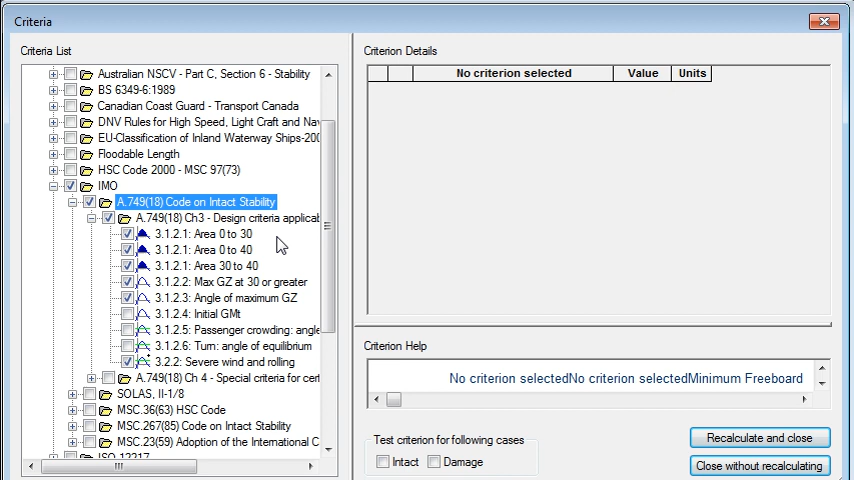 Criteria
Criteria List
Australian NSCV - Part C, Section 6 - Stability
BS 6349-6:1989
Canadian Coast Guard - Transport Canada
DNV Rules for High Speed, Light Craft and Nav
EU-Classification of Inland Waterway Ships-200
Floodable Length
HSC Code 2000 - MSC 97(73)
IMO
A.749(18) Code on Intact Stability
A.749(18) Ch3 - Design criteria applicab
3.1.2.1: Area 0 to 30
3.1.2.1: Area 0 to 40
3.1.2.1: Area 30 to 40
3.1.2.2: Max GZ at 30 or greater
3.1.2.3: Angle of maximum GZ
3.1.2.4: Initial GMt
3.1.2.5: Passenger crowding: angle
3.1.2.6: Turn: angle of equilibrium
3.2.2: Severe wind and rolling
A.749(18) Ch 4 - Special criteria for cert
SOLAS, II-1/8
MSC.36(63) HSC Code
MSC.267(85) Code on Intact Stability
MSC.23(59) Adoption of the International C
ISO 12217
Criterion Details
No criterion selected Value Units
Criterion Help
No criterion selectedNo criterion selectedMinimum Freeboard
Test criterion for following cases
Intact Damage
Recalculate and close
Close without recalculating